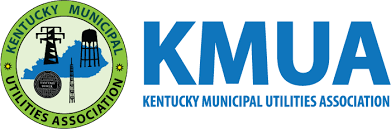 KENTUCKY MUNICIPAL
UTILITIES ASSOCIATION
KMUA
KENTUCKY MUNICIPAL UTILITIES ASSOCIATION